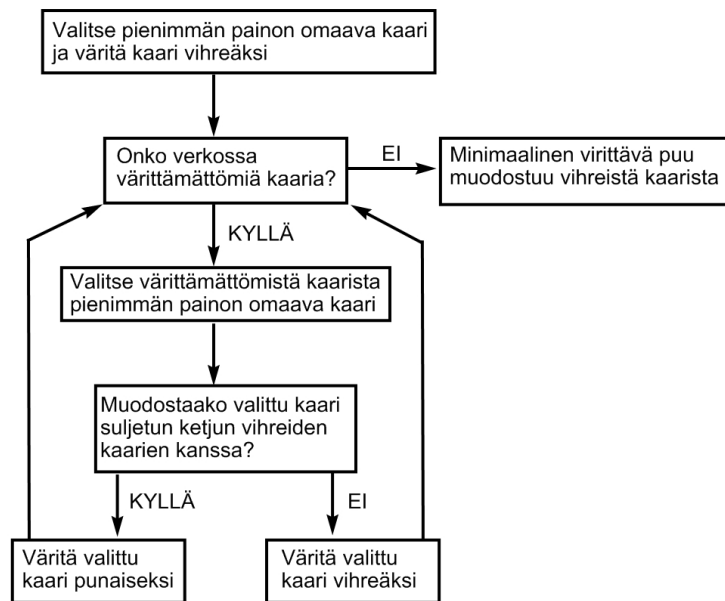 Valitse pienimmän painon omaava kaari
ja väritä kaari vihreäksi
Onko verkossa
värittämättömiä kaaria?
EI
Minimaalinen virittävä puu
muodostuu vihreistä kaarista
KYLLÄ
Valitse värittämättömistä kaarista
pienimmän painon omaava kaari
Muodostaako valittu kaari
suljetun ketjun vihreiden
kaarien kanssa?
KYLLÄ
EI
Väritä valittu
kaari punaiseksi
Väritä valittu
kaari vihreäksi